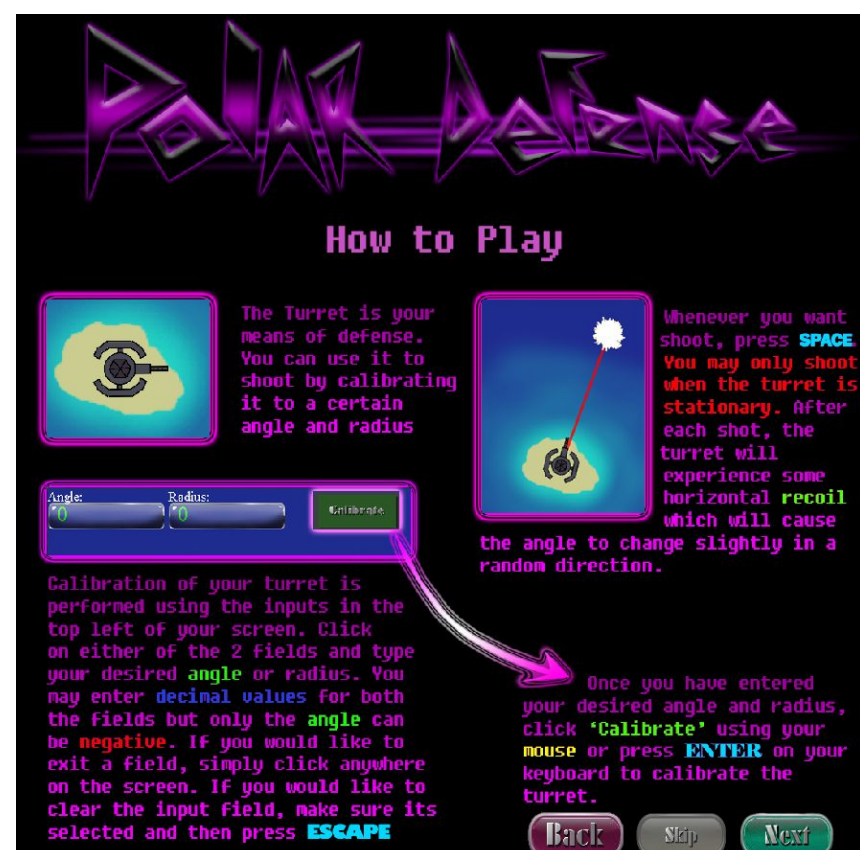 PolAR Defense
How to Play
The Turret is your
means of defense.
You can use it to
shoot by calibrating
it to a certain
angle and radius
Whenever you want
shoot, press SPACE
You may only shoot
when the turret is
stationary. After
each shot, the
turret will
experience some
horizontal recoil
which will cause
the angle to change slightly in a
random direction.
Angle:
Radius:
0
0
Calibrate
Calibration of your turret is
performed using the inputs in the
top left of your screen. Click
on either of the 2 fields and type
your desired angle or radius. You
may enter decimal values for both
the fields but only the angle can
be negative. If you would like to
exit a field, simply click anywhere
on the screen. If you would like to
clear the input field, make sure its
selected and then press ESCAPE
Once you have entered
your desired angle and radius,
click ‘Calibrate’ using your
mouse or press ENTER on your
keyboard to calibrate the
turret.
Back
Skip
Next